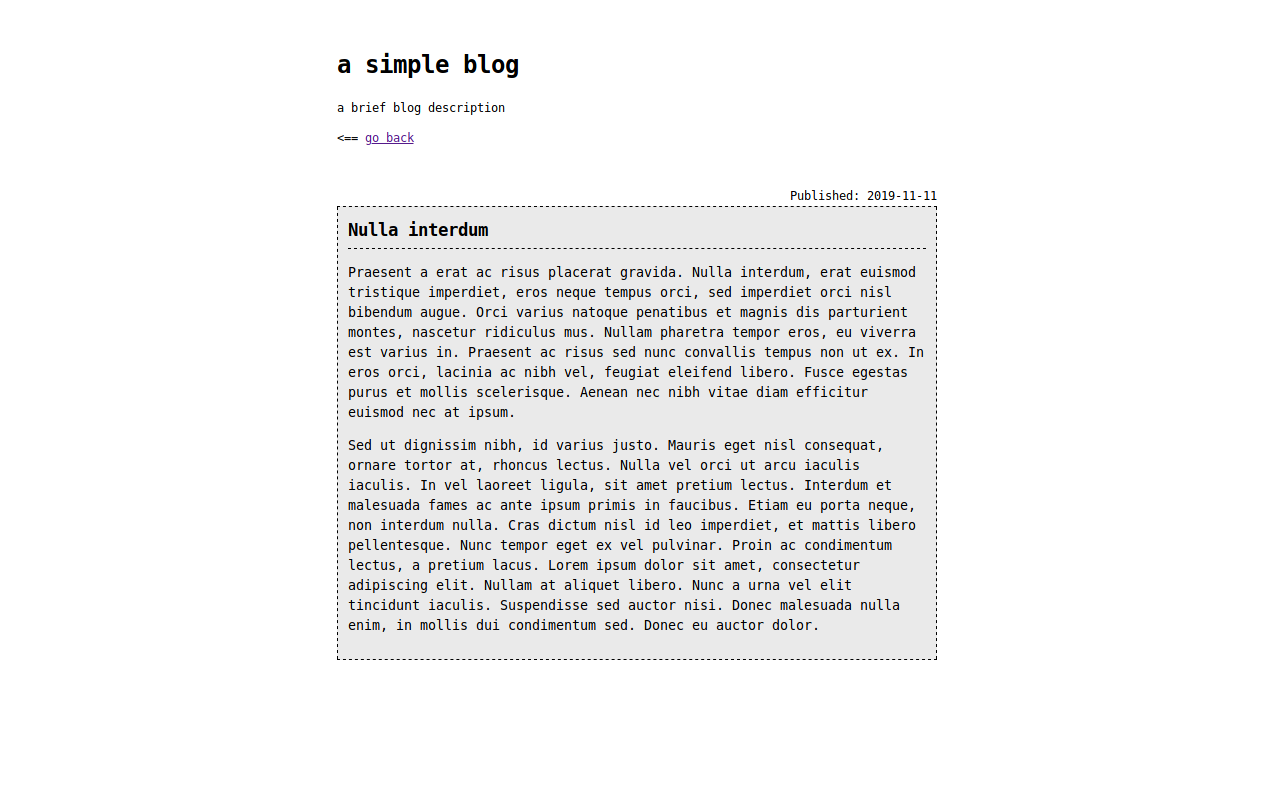 a simple blog
a brief blog description
<== go back
Published: 2019-11-11
Nulla interdum
Praesent a erat ac risus placerat gravida. Nulla interdum, erat euismod
tristique imperdiet, eros neque tempus orci, sed imperdiet orci nisl
bibendum augue. Orci varius natoque penatibus et magnis dis parturient
montes, nascetur ridiculus mus. Nullam pharetra tempor eros, eu viverra
est varius in. Praesent ac risus sed nunc convallis tempus non ut ex. In
eros orci, lacinia ac nibh vel, feugiat eleifend libero. Fusce egestas
purus et mollis scelerisque. Aenean nec nibh vitae diam efficitur
euismod nec at ipsum.
Sed ut dignissim nibh, id varius justo. Mauris eget nisl consequat,
ornare tortor at, rhoncus lectus. Nulla vel orci ut arcu iaculis
iaculis. In vel laoreet ligula, sit amet pretium lectus. Interdum et
malesuada fames ac ante ipsum primis in faucibus. Etiam eu porta neque,
non interdum nulla. Cras dictum nisl id leo imperdiet, et mattis libero
pellentesque. Nunc tempor eget ex vel pulvinar. Proin ac condimentum
lectus, a pretium lacus. Lorem ipsum dolor sit amet, consectetur
adipiscing elit. Nullam at aliquet libero. Nunc a urna vel elit
tincidunt iaculis. Suspendisse sed auctor nisi. Donec malesuada nulla
enim, in mollis dui condimentum sed. Donec eu auctor dolor.